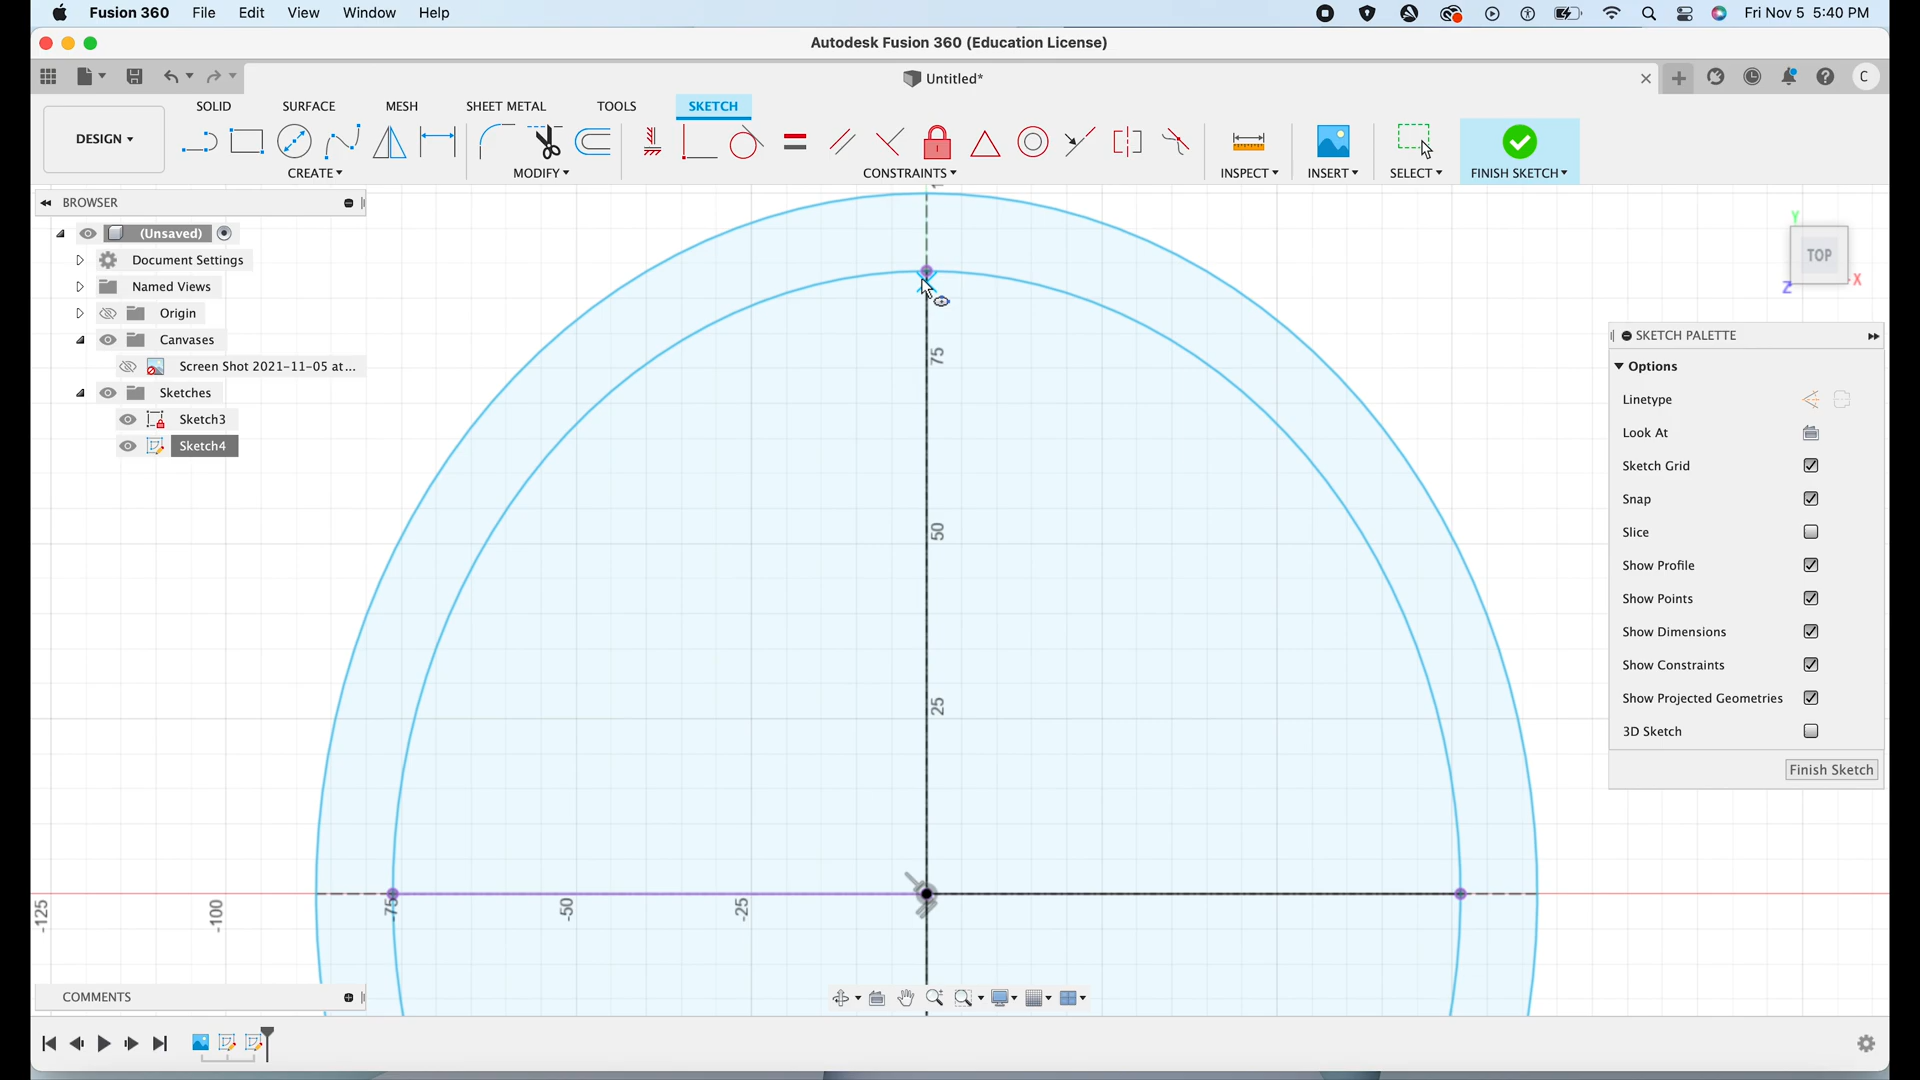 Fusion 360 File Edit View Window Help Fri Nov 5 5:40 PM
Autodesk Fusion 360 (Education License)
Untitled*
C
SOLID SURFACE MESH SHEET METAL TOOLS SKETCH
DESIGN
CREATE MODIFY CONSTRAINTS INSPECT INSERT SELECT FINISH SKETCH
BROWSER
(Unsaved)
Document Settings
Named Views
Origin
Canvases
Screen Shot 2021-11-05 at...
Sketches
Sketch3
Sketch4
Y
TOP
X
Z
SKETCH PALETTE
Options
Linetype
Look At
Sketch Grid
Snap
Slice
Show Profile
Show Points
Show Dimensions
Show Constraints
Show Projected Geometries
3D Sketch
Finish Sketch
75
50
25
-125
-100
-75
-50
-25
COMMENTS